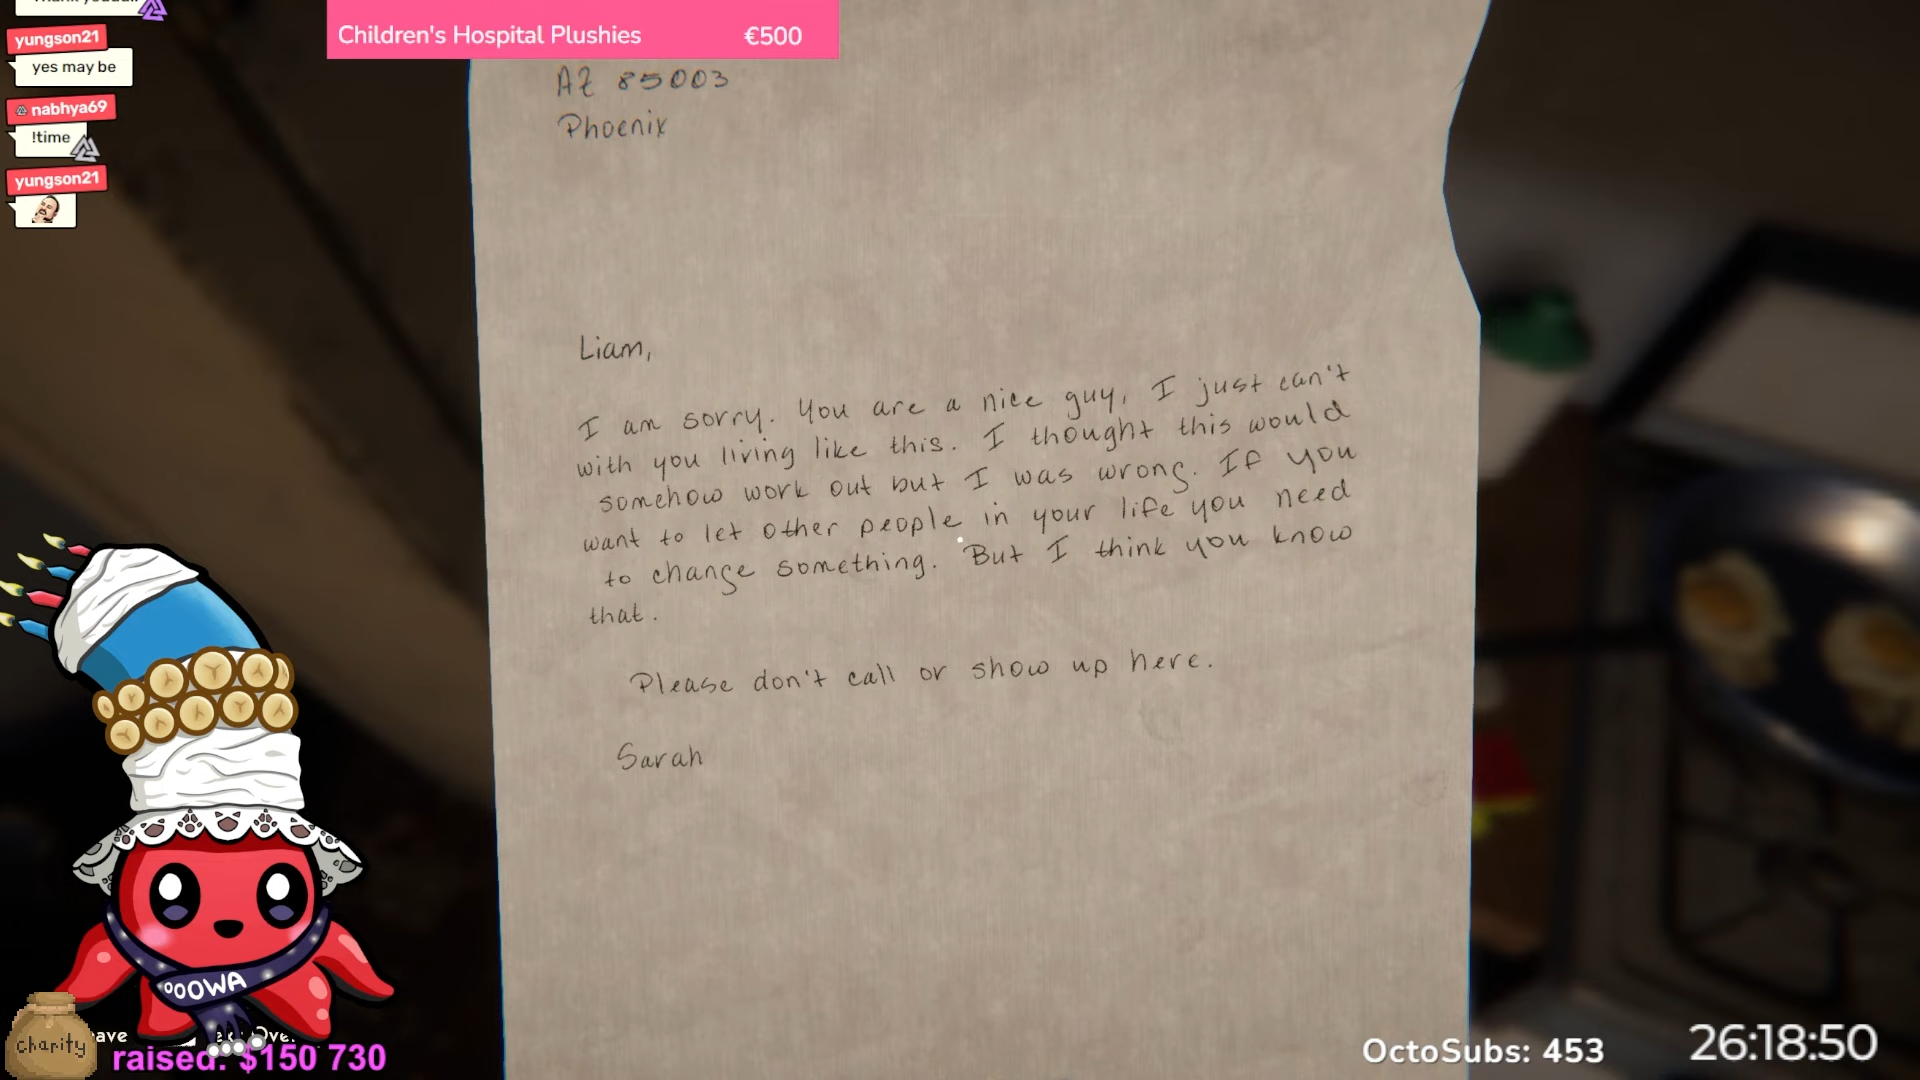 yungson21
yes may be
nabhya69
!time
yungson21
Children's Hospital Plushies €500
AZ 85003
Phoenix
Liam,
I am sorry. You are a nice guy, I just can't
with you living like this. I thought this would
somehow work out but I was wrong. If you
want to let other people in your life you need
to change something. But I think you know
that.
Please don't call or show up here.
Sarah
OOWA
charity
raised: $150 730
OctoSubs: 453
26:18:50